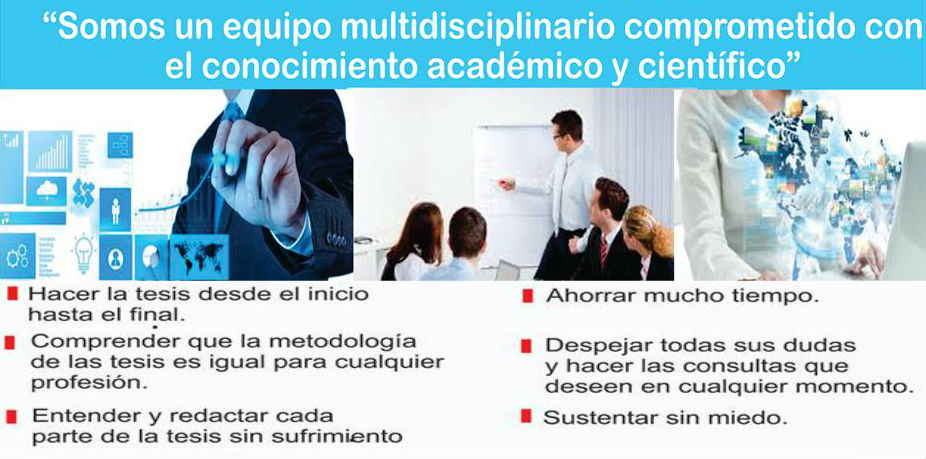 “Somos un equipo multidisciplinario comprometido con
el conocimiento académico y científico”
Hacer la tesis desde el inicio
hasta el final.
Comprender que la metodología
de las tesis es igual para cualquier
profesión.
Entender y redactar cada
parte de la tesis sin sufrimiento
Ahorrar mucho tiempo.
Despejar todas sus dudas
y hacer las consultas que
deseen en cualquier momento.
Sustentar sin miedo.